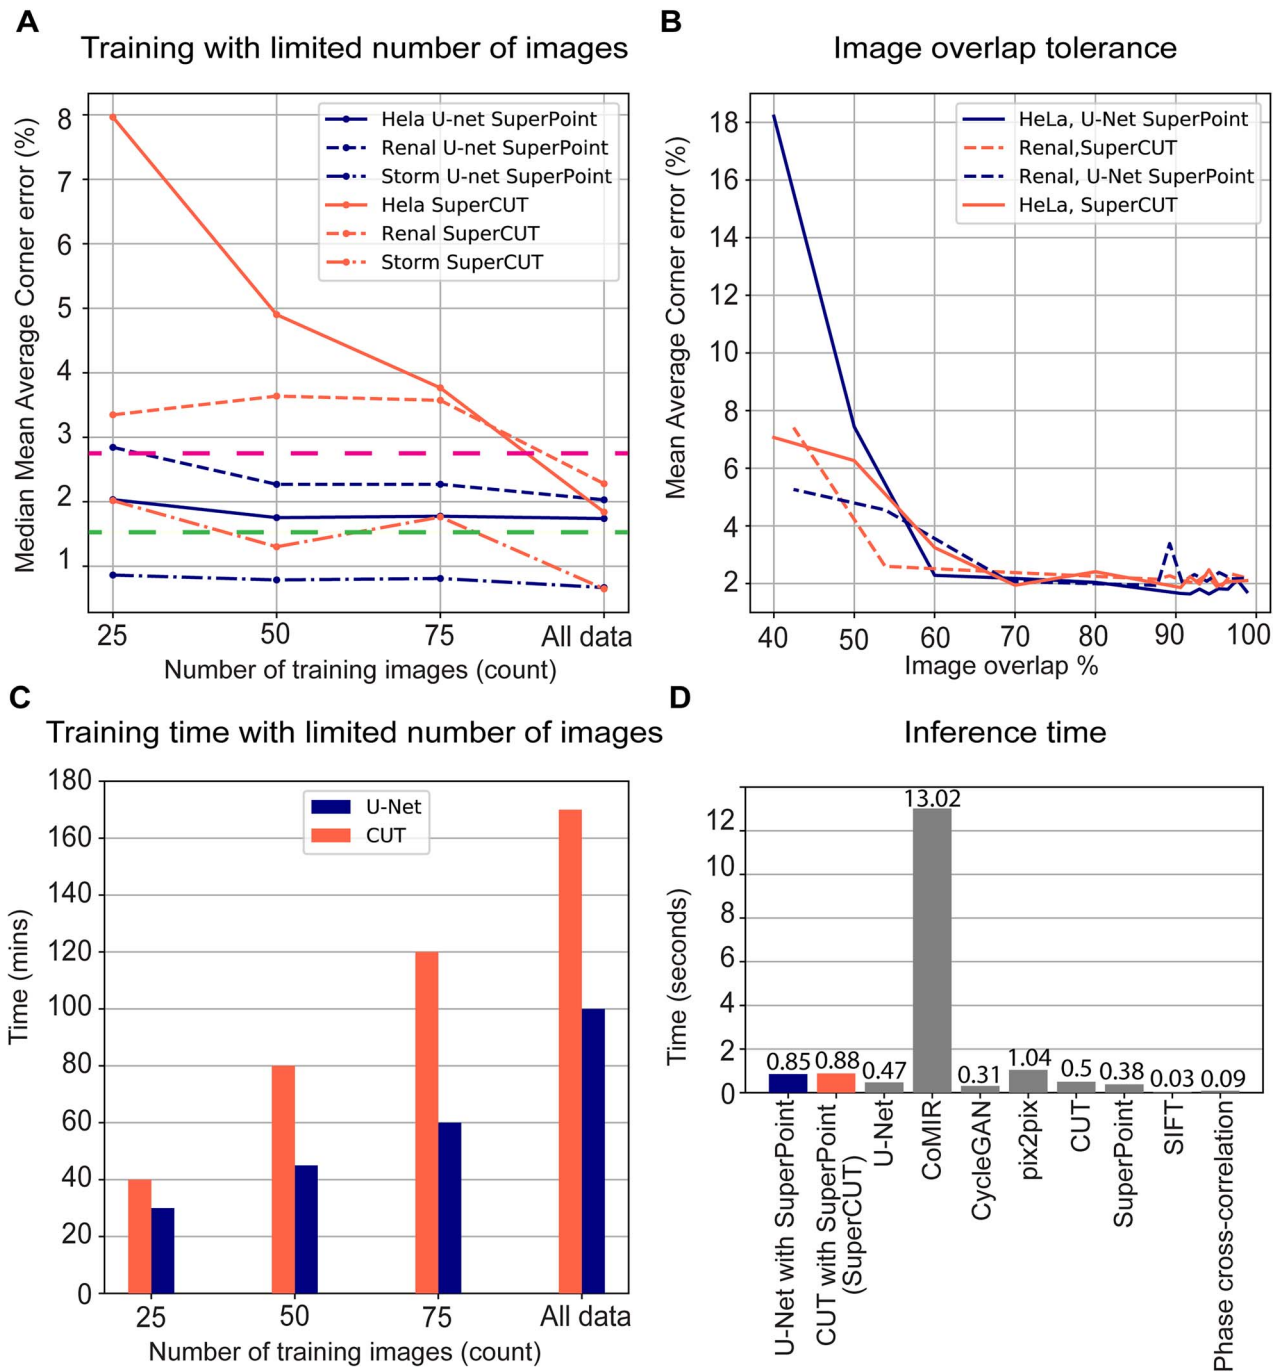 A
Training with limited number of images
Median Mean Average Corner error (%)
8
7
6
5
4
3
2
1
Hela U-net SuperPoint
Renal U-net SuperPoint
Storm U-net SuperPoint
Hela SuperCUT
Renal SuperCUT
Storm SuperCUT
25 50 75 All data
Number of training images (count)
B
Image overlap tolerance
Mean Average Corner error (%)
18
16
14
12
10
8
6
4
2
HeLa, U-Net SuperPoint
Renal,SuperCUT
Renal, U-Net SuperPoint
HeLa, SuperCUT
40 50 60 70 80 90 100
Image overlap %
C
Training time with limited number of images
Time (mins)
180
160
140
120
100
80
60
40
20
0
U-Net
CUT
25 50 75 All data
Number of training images (count)
D
Inference time
Time (seconds)
12
10
8
6
4
2
0
0.85 0.88 0.47 13.02 0.31 1.04 0.5 0.38 0.03 0.09
U-Net with SuperPoint
CUT with SuperPoint
(SuperCUT)
U-Net
CoMIR
CycleGAN
pix2pix
CUT
SuperPoint
SIFT
Phase cross-correlation